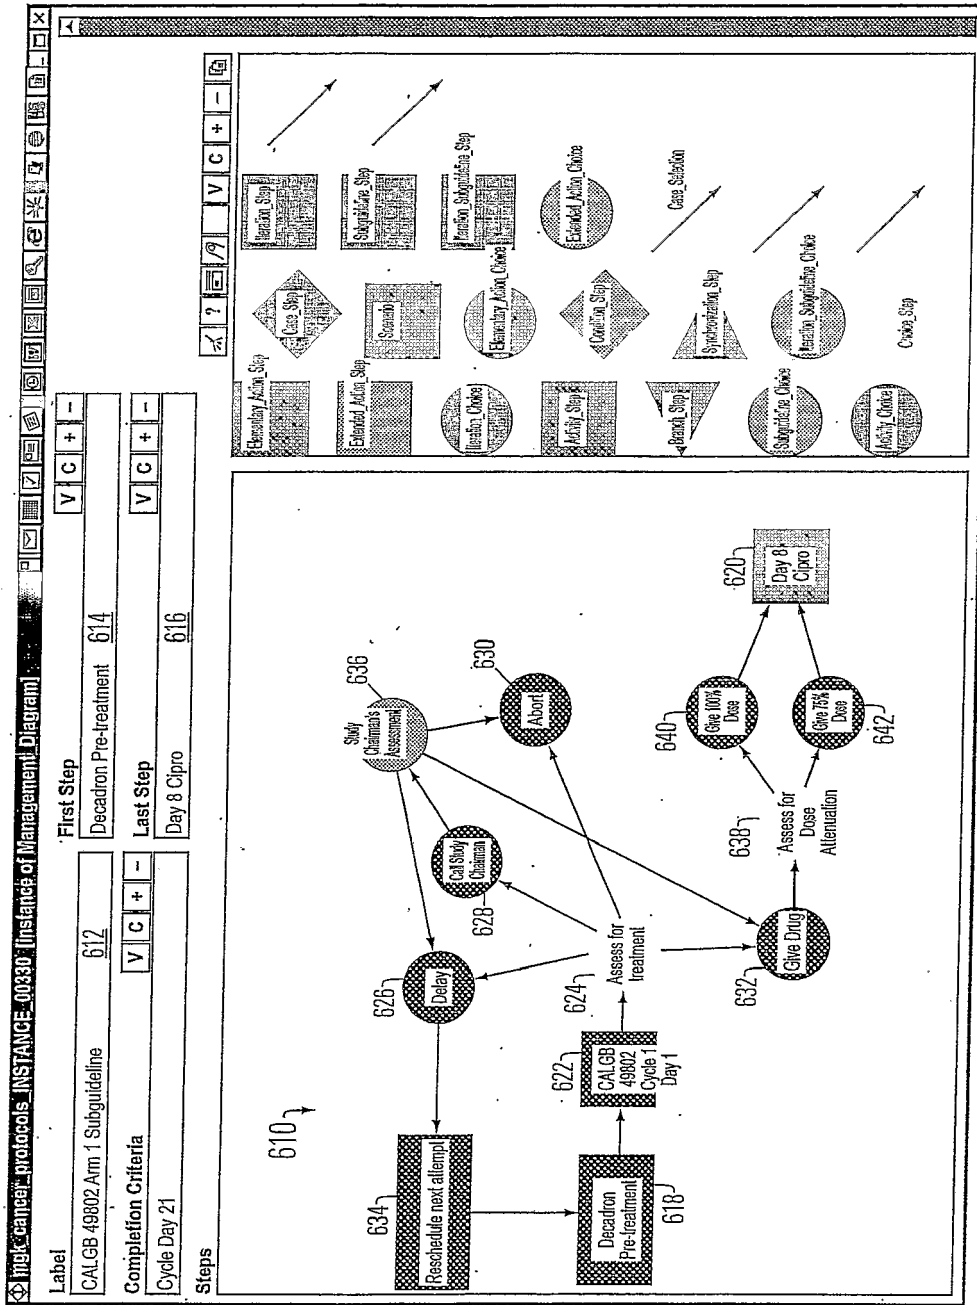 mgk_cancer_protocols_INSTANCE_00330 [instance of Management_Diagram]
Label
CALGB 49802 Arm 1 Subguideline 612
First Step
V C + -
Decadron Pre-treatment 614
Completion Criteria
V C + -
Cycle Day 21
Last Step
V C + -
Day 8 Cipro 616
Steps
? V C + -
610
634
Reschedule next attempt
Decadron
Pre-treatment
618
622
CALGB
49802
Cycle 1
Day 1
624
Assess for
treatment
626
Delay
628
Call Study
Chairman
636
Study
Chairman's
Assessment
630
Abort
632
Give Drug
638
Assess for
Dose
Attenuation
640
Give 100%
Dose
642
Give 75%
Dose
620
Day 8
Cipro
Elementary_Action_Step
Case_Step
Iteration_Step
Extended_Action_Step
Scenario
Subguideline_Step
Iteration_Choice
Elementary_Action_Choice
Iteration_Subguideline_Step
Activity_Step
Condition_Step
Extended_Action_Choice
Branch_Step
Synchronization_Step
Case_Selection
Subguideline_Choice
Iteration_Subguideline_Choice
Activity_Choice
Choice_Step